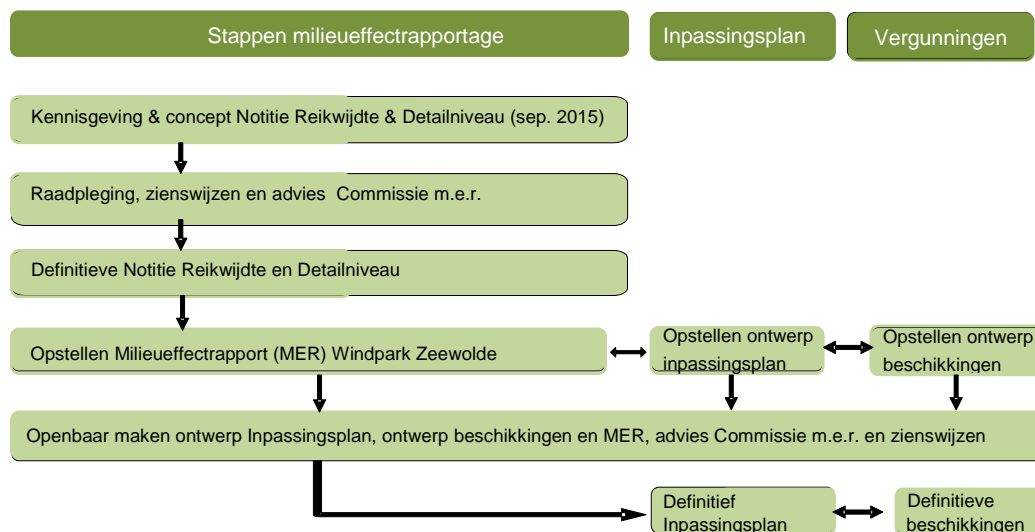 Stappen milieueffectrapportage
Inpassingsplan
Vergunningen
Kennisgeving & concept Notitie Reikwijdte & Detailniveau (sep. 2015)
Raadpleging, zienswijzen en advies Commissie m.e.r.
Definitieve Notitie Reikwijdte en Detailniveau
Opstellen Milieueffectrapport (MER) Windpark Zeewolde
Opstellen ontwerp
inpassingsplan
Opstellen ontwerp
beschikkingen
Openbaar maken ontwerp Inpassingsplan, ontwerp beschikkingen en MER, advies Commissie m.e.r. en zienswijzen
Definitief
Inpassingsplan
Definitieve
beschikkingen